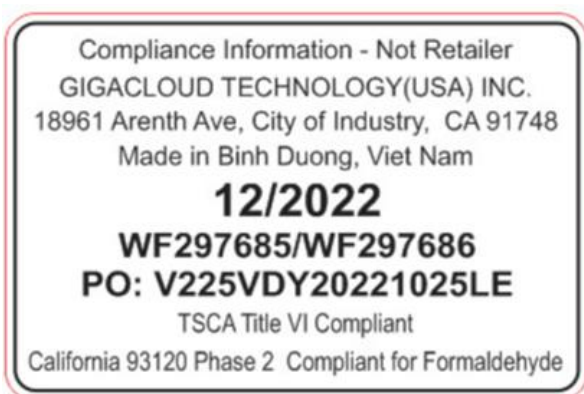 Compliance Information - Not Retailer
GIGACLOUD TECHNOLOGY(USA) INC.
18961 Arenth Ave, City of Industry, CA 91748
Made in Binh Duong, Viet Nam
12/2022
WF297685/WF297686
PO: V225VDY20221025LE
TSCA Title VI Compliant
California 93120 Phase 2 Compliant for Formaldehyde